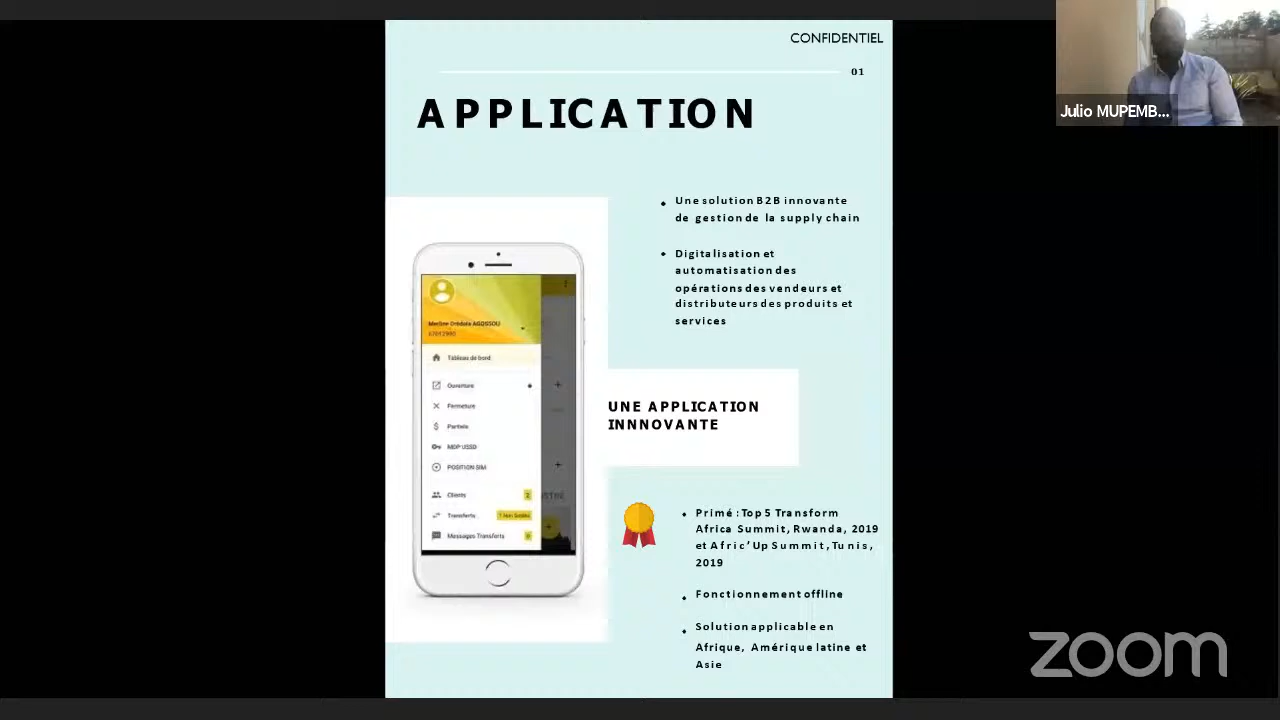 CONFIDENTIEL
01
APPLICATION
Julio MUPEMB...
Une solution B2B innovante
de gestion de la supply chain
Digitalisation et
automatisation des
opérations des vendeurs et
distributeurs des produits et
services
Tableau de bord
Ouverture
Fermeture
Partiels
MDP USSD
POSITION SIM
Clients 2
Transferts
Messages Transferts
UNE APPLICATION
INNNOVANTE
Primé : Top 5 Transform
Africa Summit, Rwanda, 2019
et Afric'Up Summit, Tunis,
2019
Fonctionnement offline
Solution applicable en
Afrique, Amérique latine et
Asie
zoom